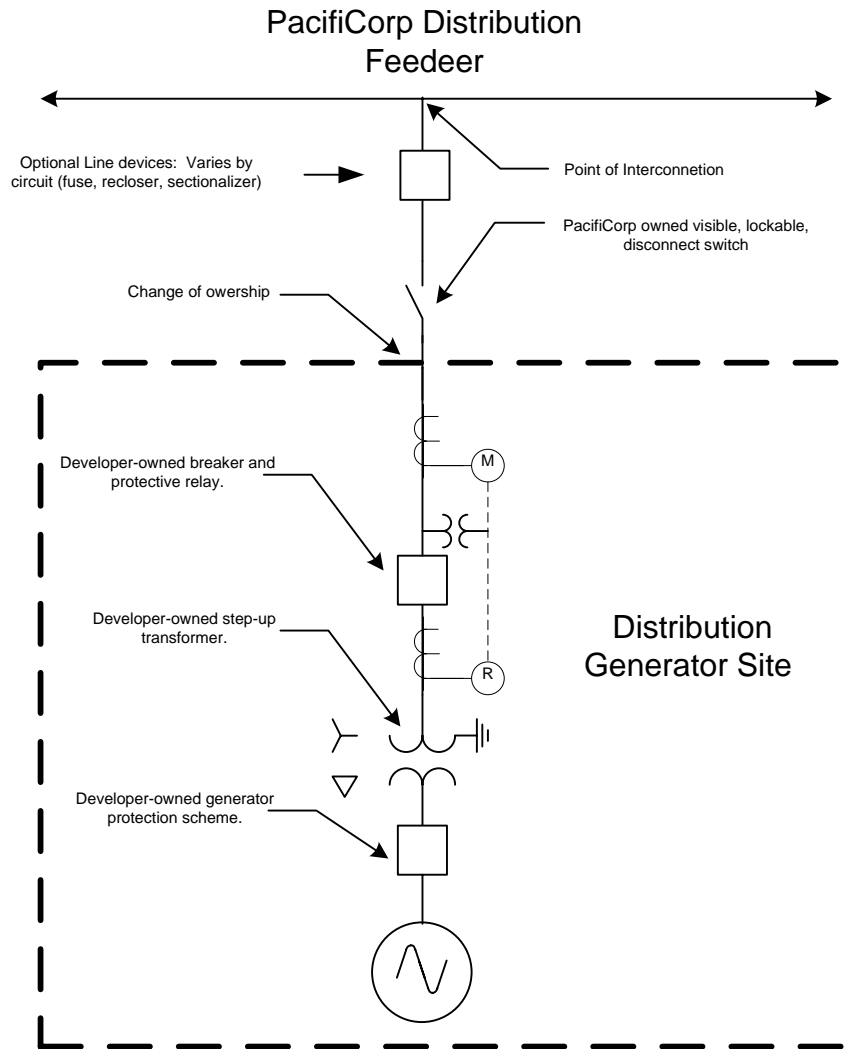 PacifiCorp Distribution
Feedeer
Optional Line devices:  Varies by
circuit (fuse, recloser, sectionalizer)
Point of Interconnetion
PacifiCorp owned visible, lockable,
disconnect switch
Change of owership
M
Developer-owned breaker and
protective relay.
Developer-owned step-up
transformer.
Distribution
Generator Site
R
Developer-owned generator
protection scheme.